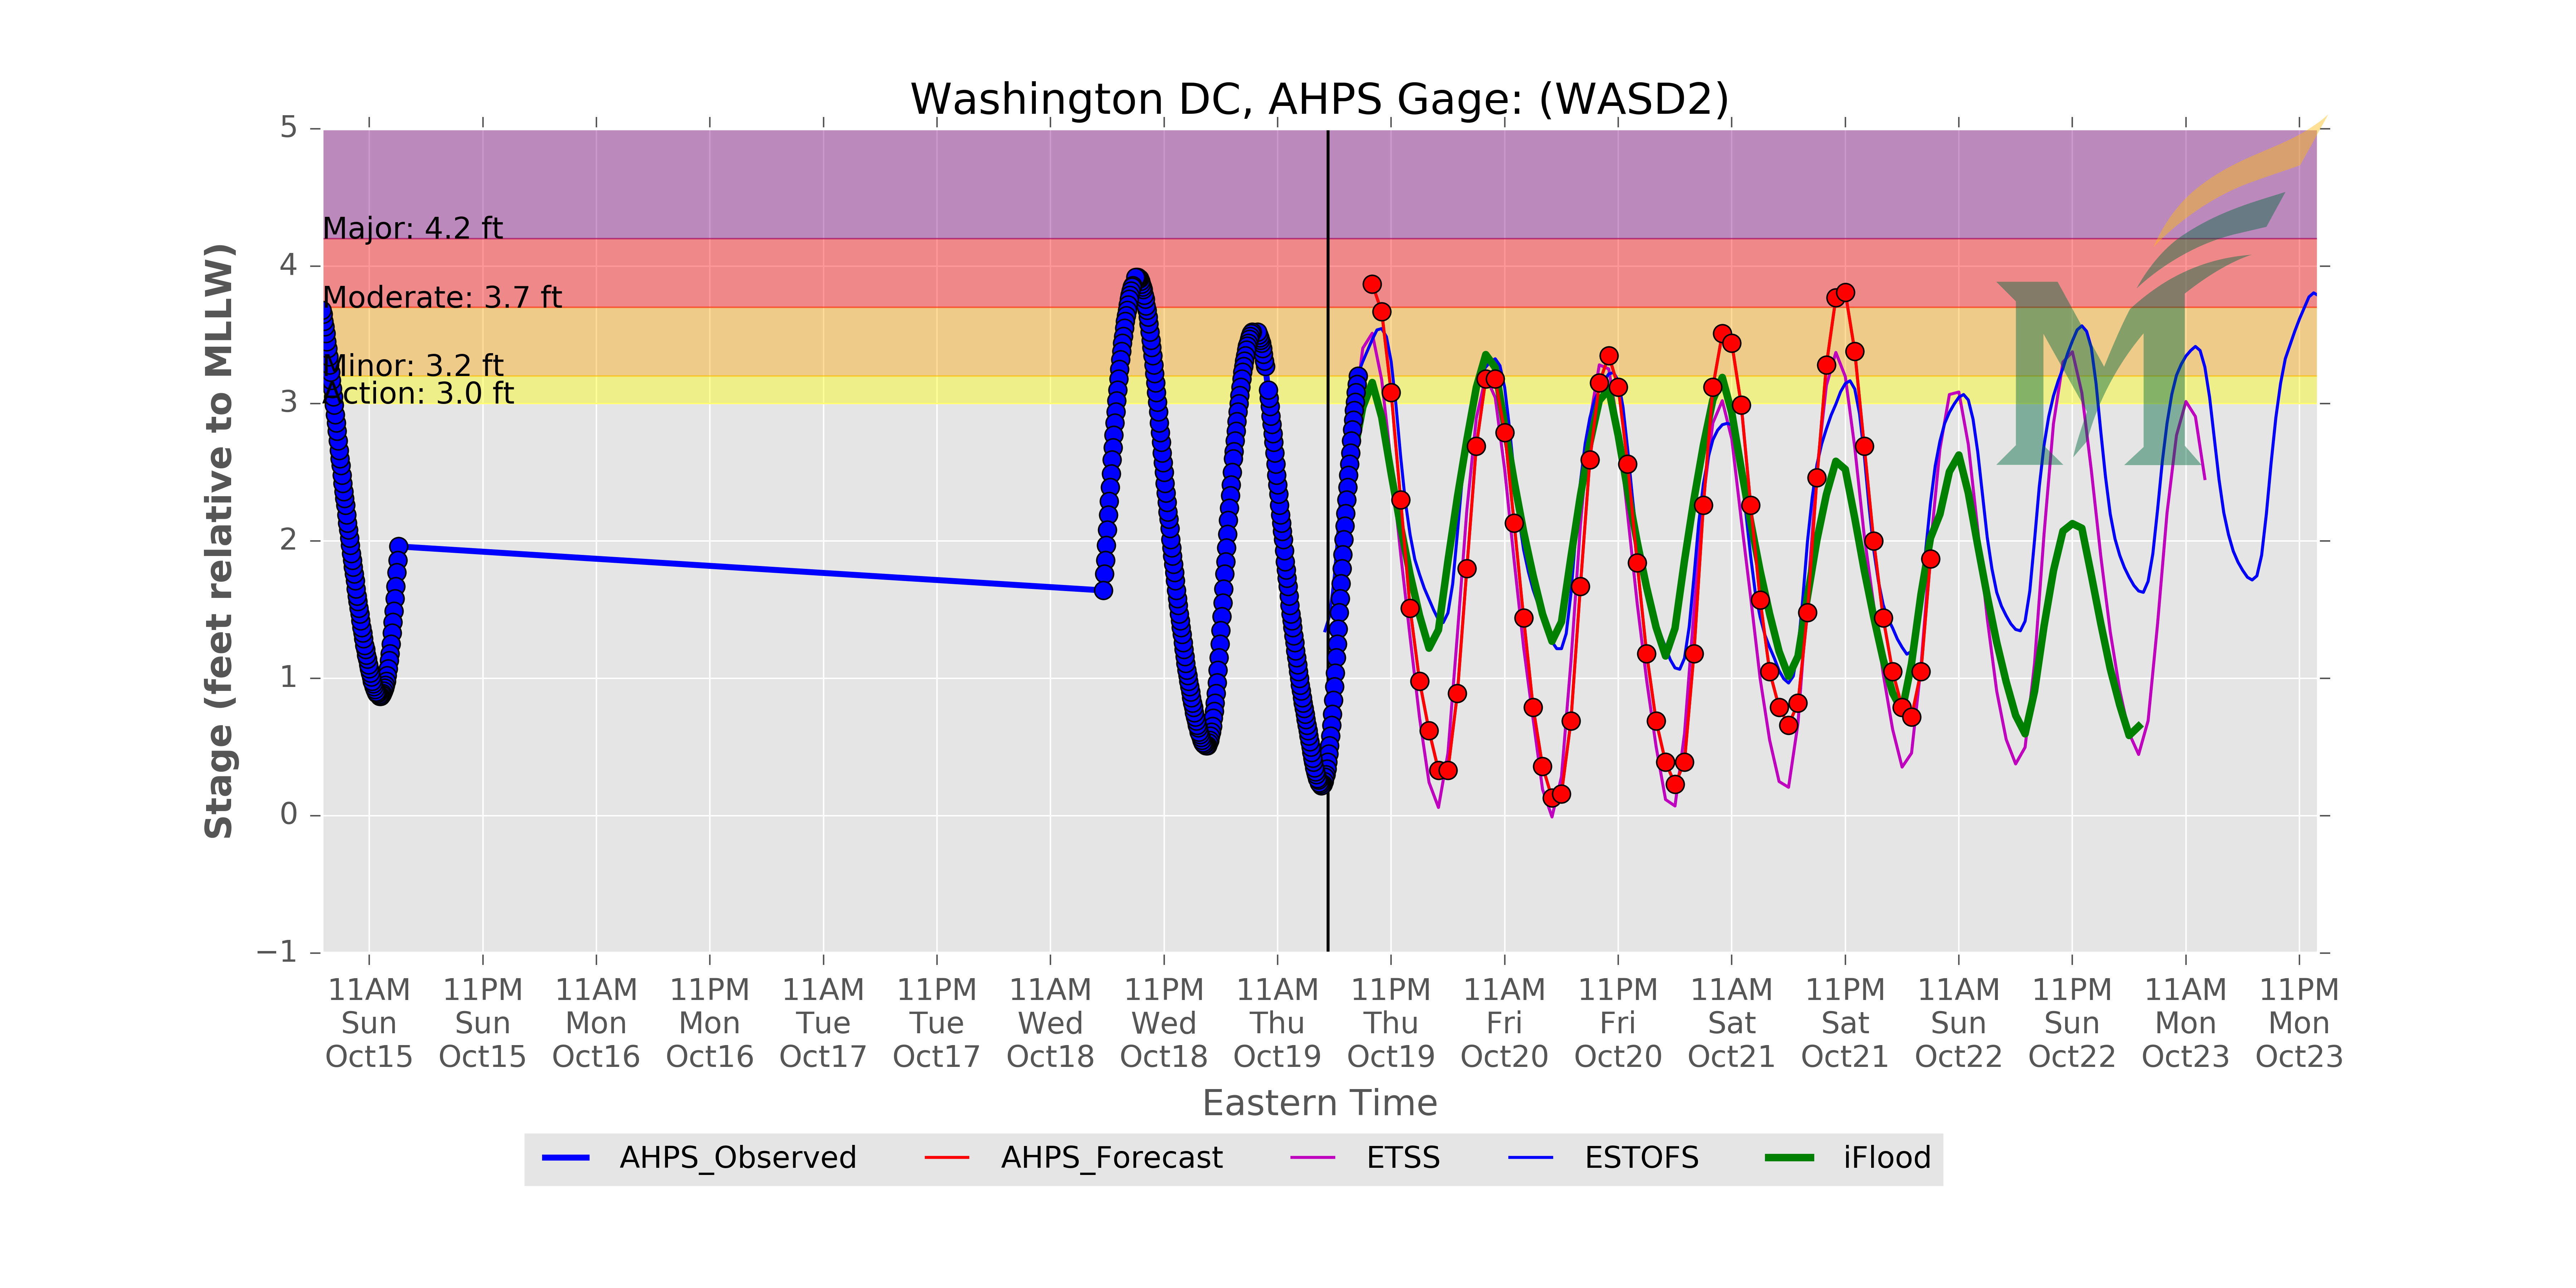 Washington DC, AHPS Gage: (WASD2)
Stage (feet relative to MLLW)
5
4
3
2
1
0
−1
Major: 4.2 ft
Moderate: 3.7 ft
Minor: 3.2 ft
Action: 3.0 ft
11AM 11PM 11AM 11PM 11AM 11PM 11AM 11PM 11AM 11PM 11AM 11PM 11AM 11PM 11AM 11PM 11AM 11PM
Sun Sun Mon Mon Tue Tue Wed Wed Thu Thu Fri Fri Sat Sat Sun Sun Mon Mon
Oct15 Oct15 Oct16 Oct16 Oct17 Oct17 Oct18 Oct18 Oct19 Oct19 Oct20 Oct20 Oct21 Oct21 Oct22 Oct22 Oct23 Oct23
Eastern Time
AHPS_Observed AHPS_Forecast ETSS ESTOFS iFlood